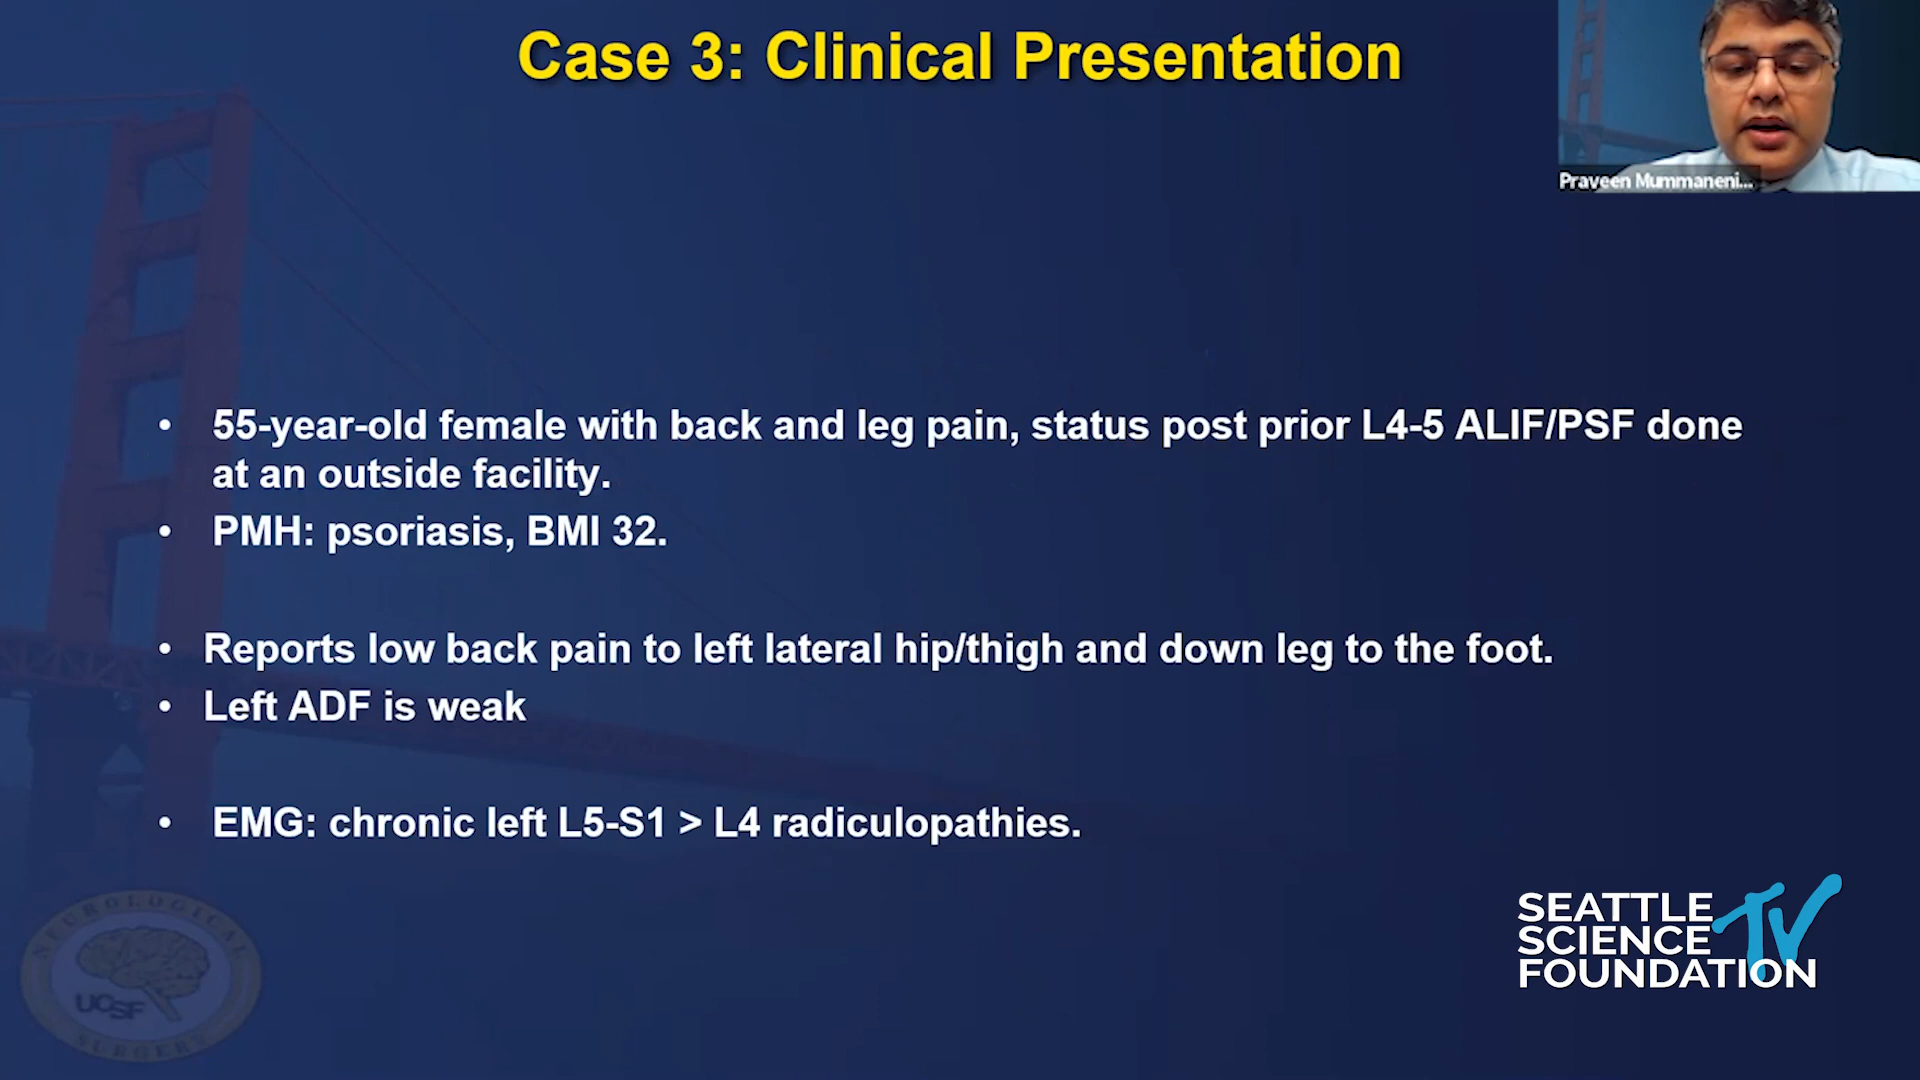 Case 3: Clinical Presentation
Praveen Mummaneni...
• 55-year-old female with back and leg pain, status post prior L4-5 ALIF/PSF done
at an outside facility.
• PMH: psoriasis, BMI 32.
• Reports low back pain to left lateral hip/thigh and down leg to the foot.
• Left ADF is weak
• EMG: chronic left L5-S1 > L4 radiculopathies.
SEATTLE
SCIENCE TV
FOUNDATION
NEUROLOGICAL
UCSF
SURGERY